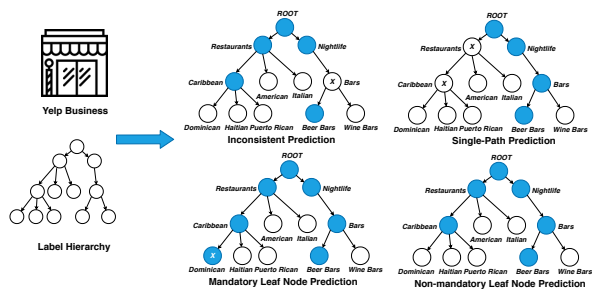 ROOT
Restaurants X Nightlife
Caribbean X Bars
American Italian
Dominican Haitian Puerto Rican Beer Bars Wine Bars
Inconsistent Prediction
ROOT
Restaurants X Nightlife
Caribbean X Bars
American Italian
Dominican Haitian Puerto Rican Beer Bars Wine Bars
Single-Path Prediction
Yelp Business
Label Hierarchy
ROOT
Restaurants Nightlife
Caribbean Bars
American Italian
X
Dominican Haitian Puerto Rican Beer Bars Wine Bars
Mandatory Leaf Node Prediction
ROOT
Restaurants Nightlife
Caribbean Bars
American Italian
Dominican Haitian Puerto Rican Beer Bars Wine Bars
Non-mandatory Leaf Node Prediction